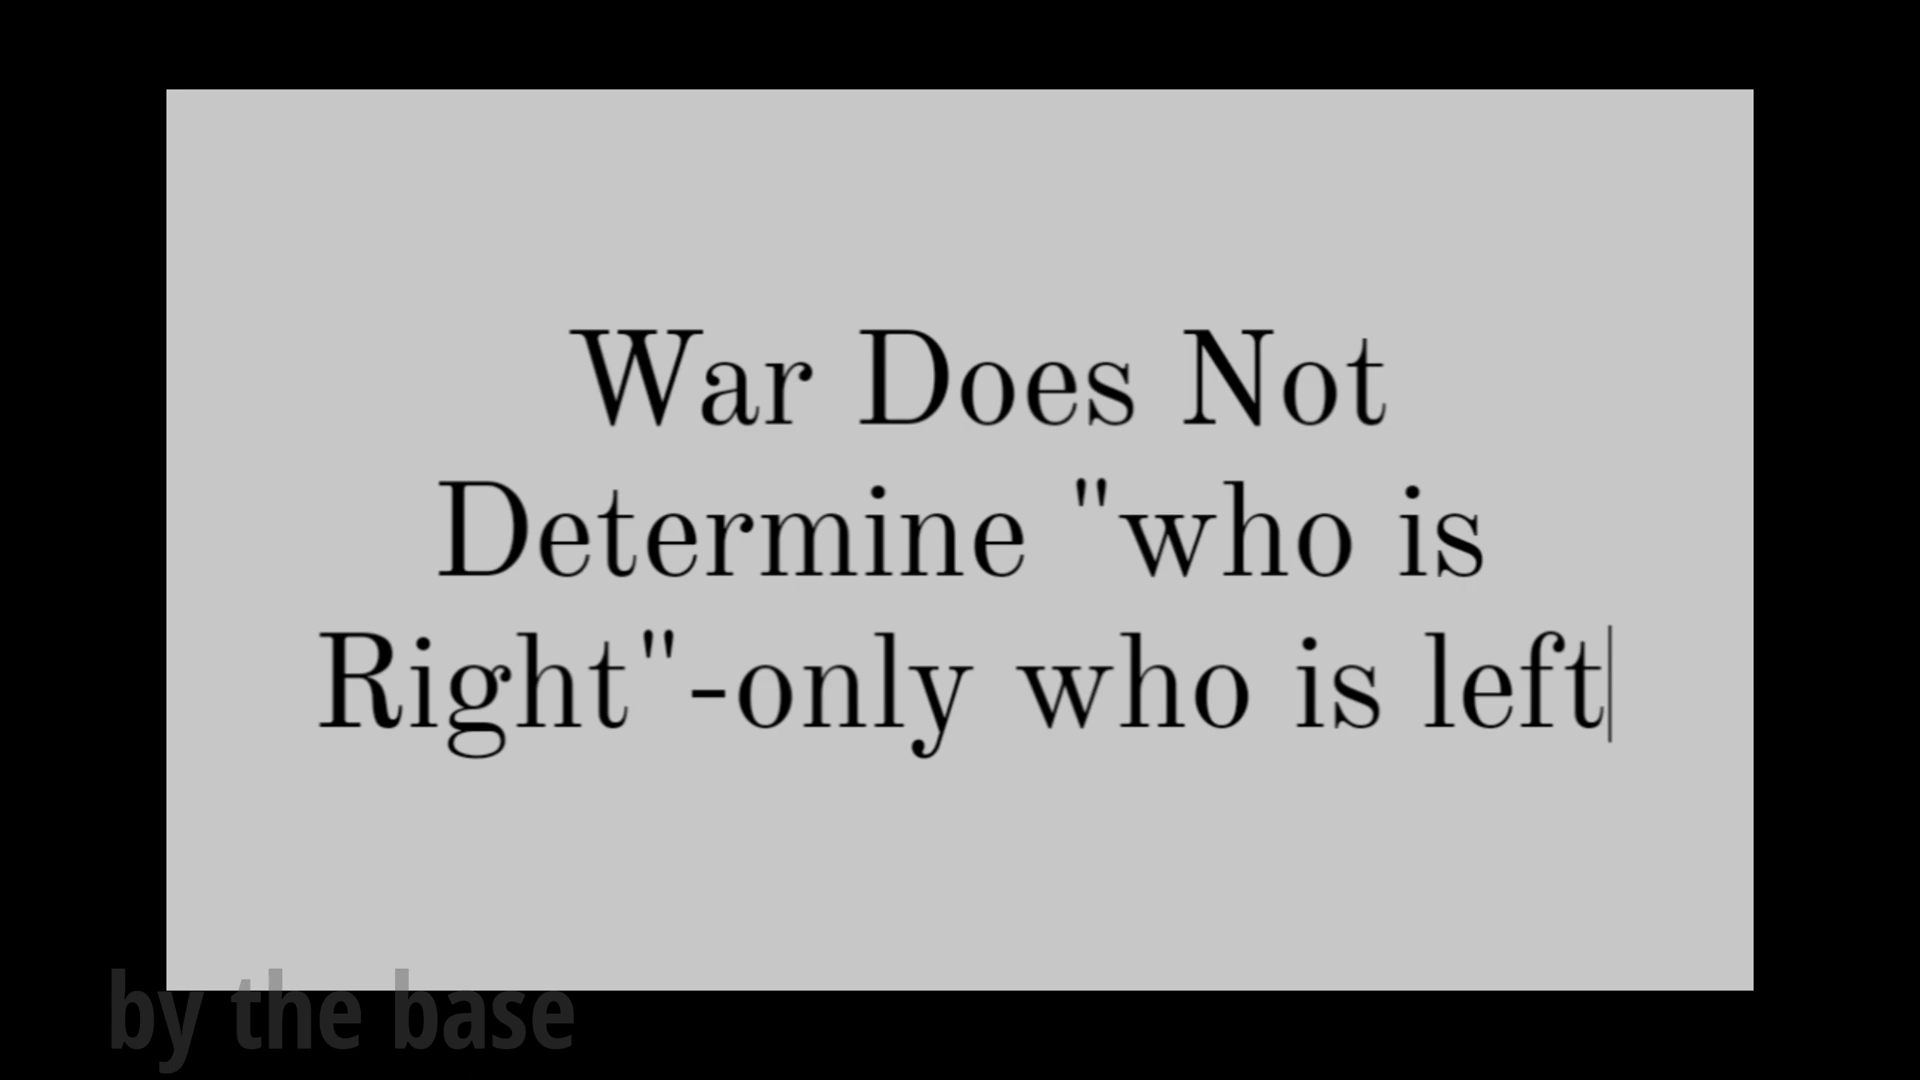 War Does Not
Determine "who is
Right"-only who is left
by the base